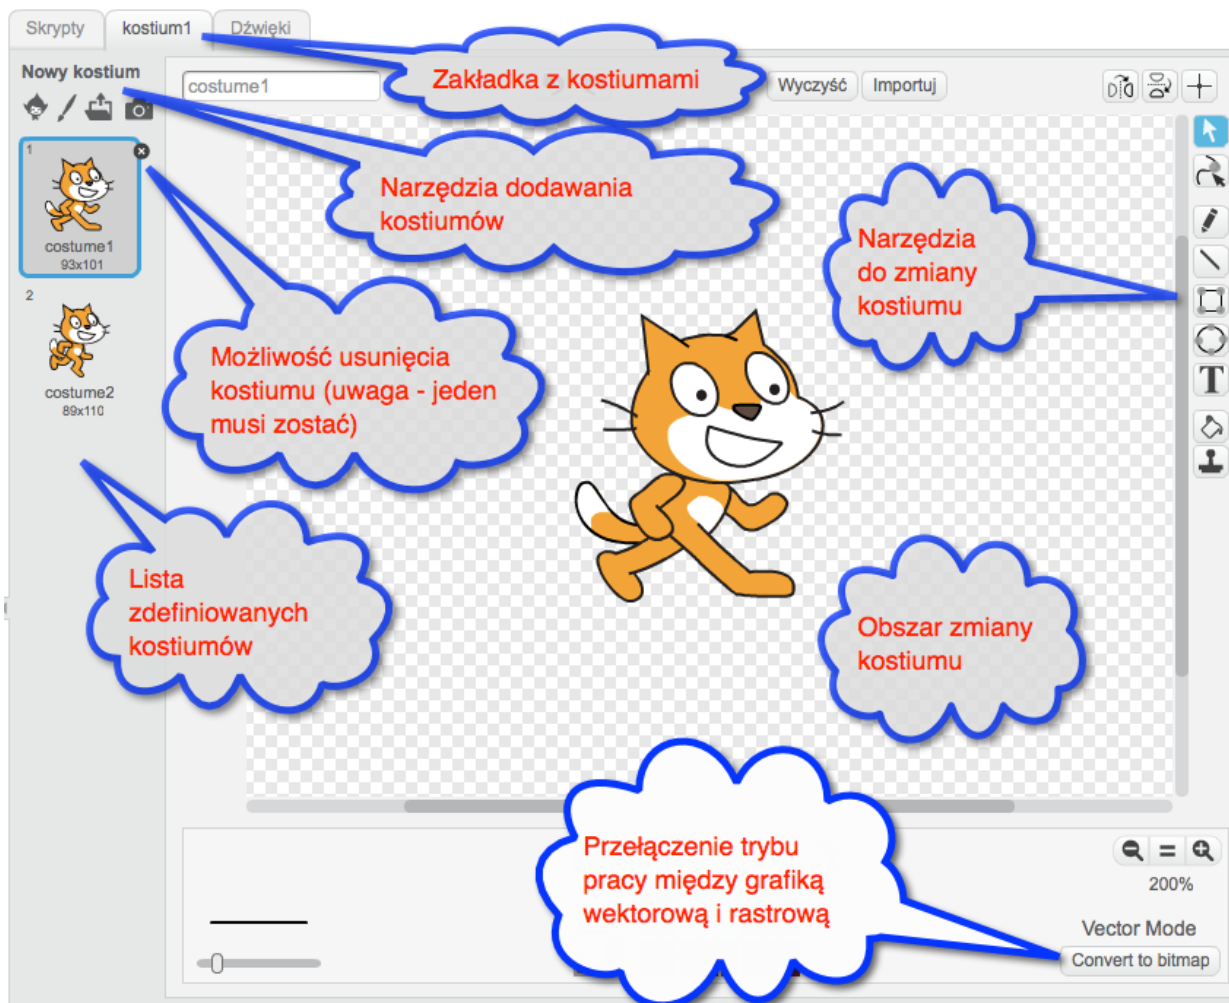 Skrypty
kostium1
Dźwięki
Nowy kostium
costume1
Wyczyść
Importuj
Zakładka z kostiumami
Narzędzia dodawania
kostiumów
1
costume1
93x101
2
costume2
89x110
Narzędzia
do zmiany
kostiumu
T
Możliwość usunięcia
kostiumu (uwaga - jeden
musi zostać)
Lista
zdefiniowanych
kostiumów
Obszar zmiany
kostiumu
Przełączenie trybu
pracy między grafiką
wektorową i rastrową
200%
Vector Mode
Convert to bitmap